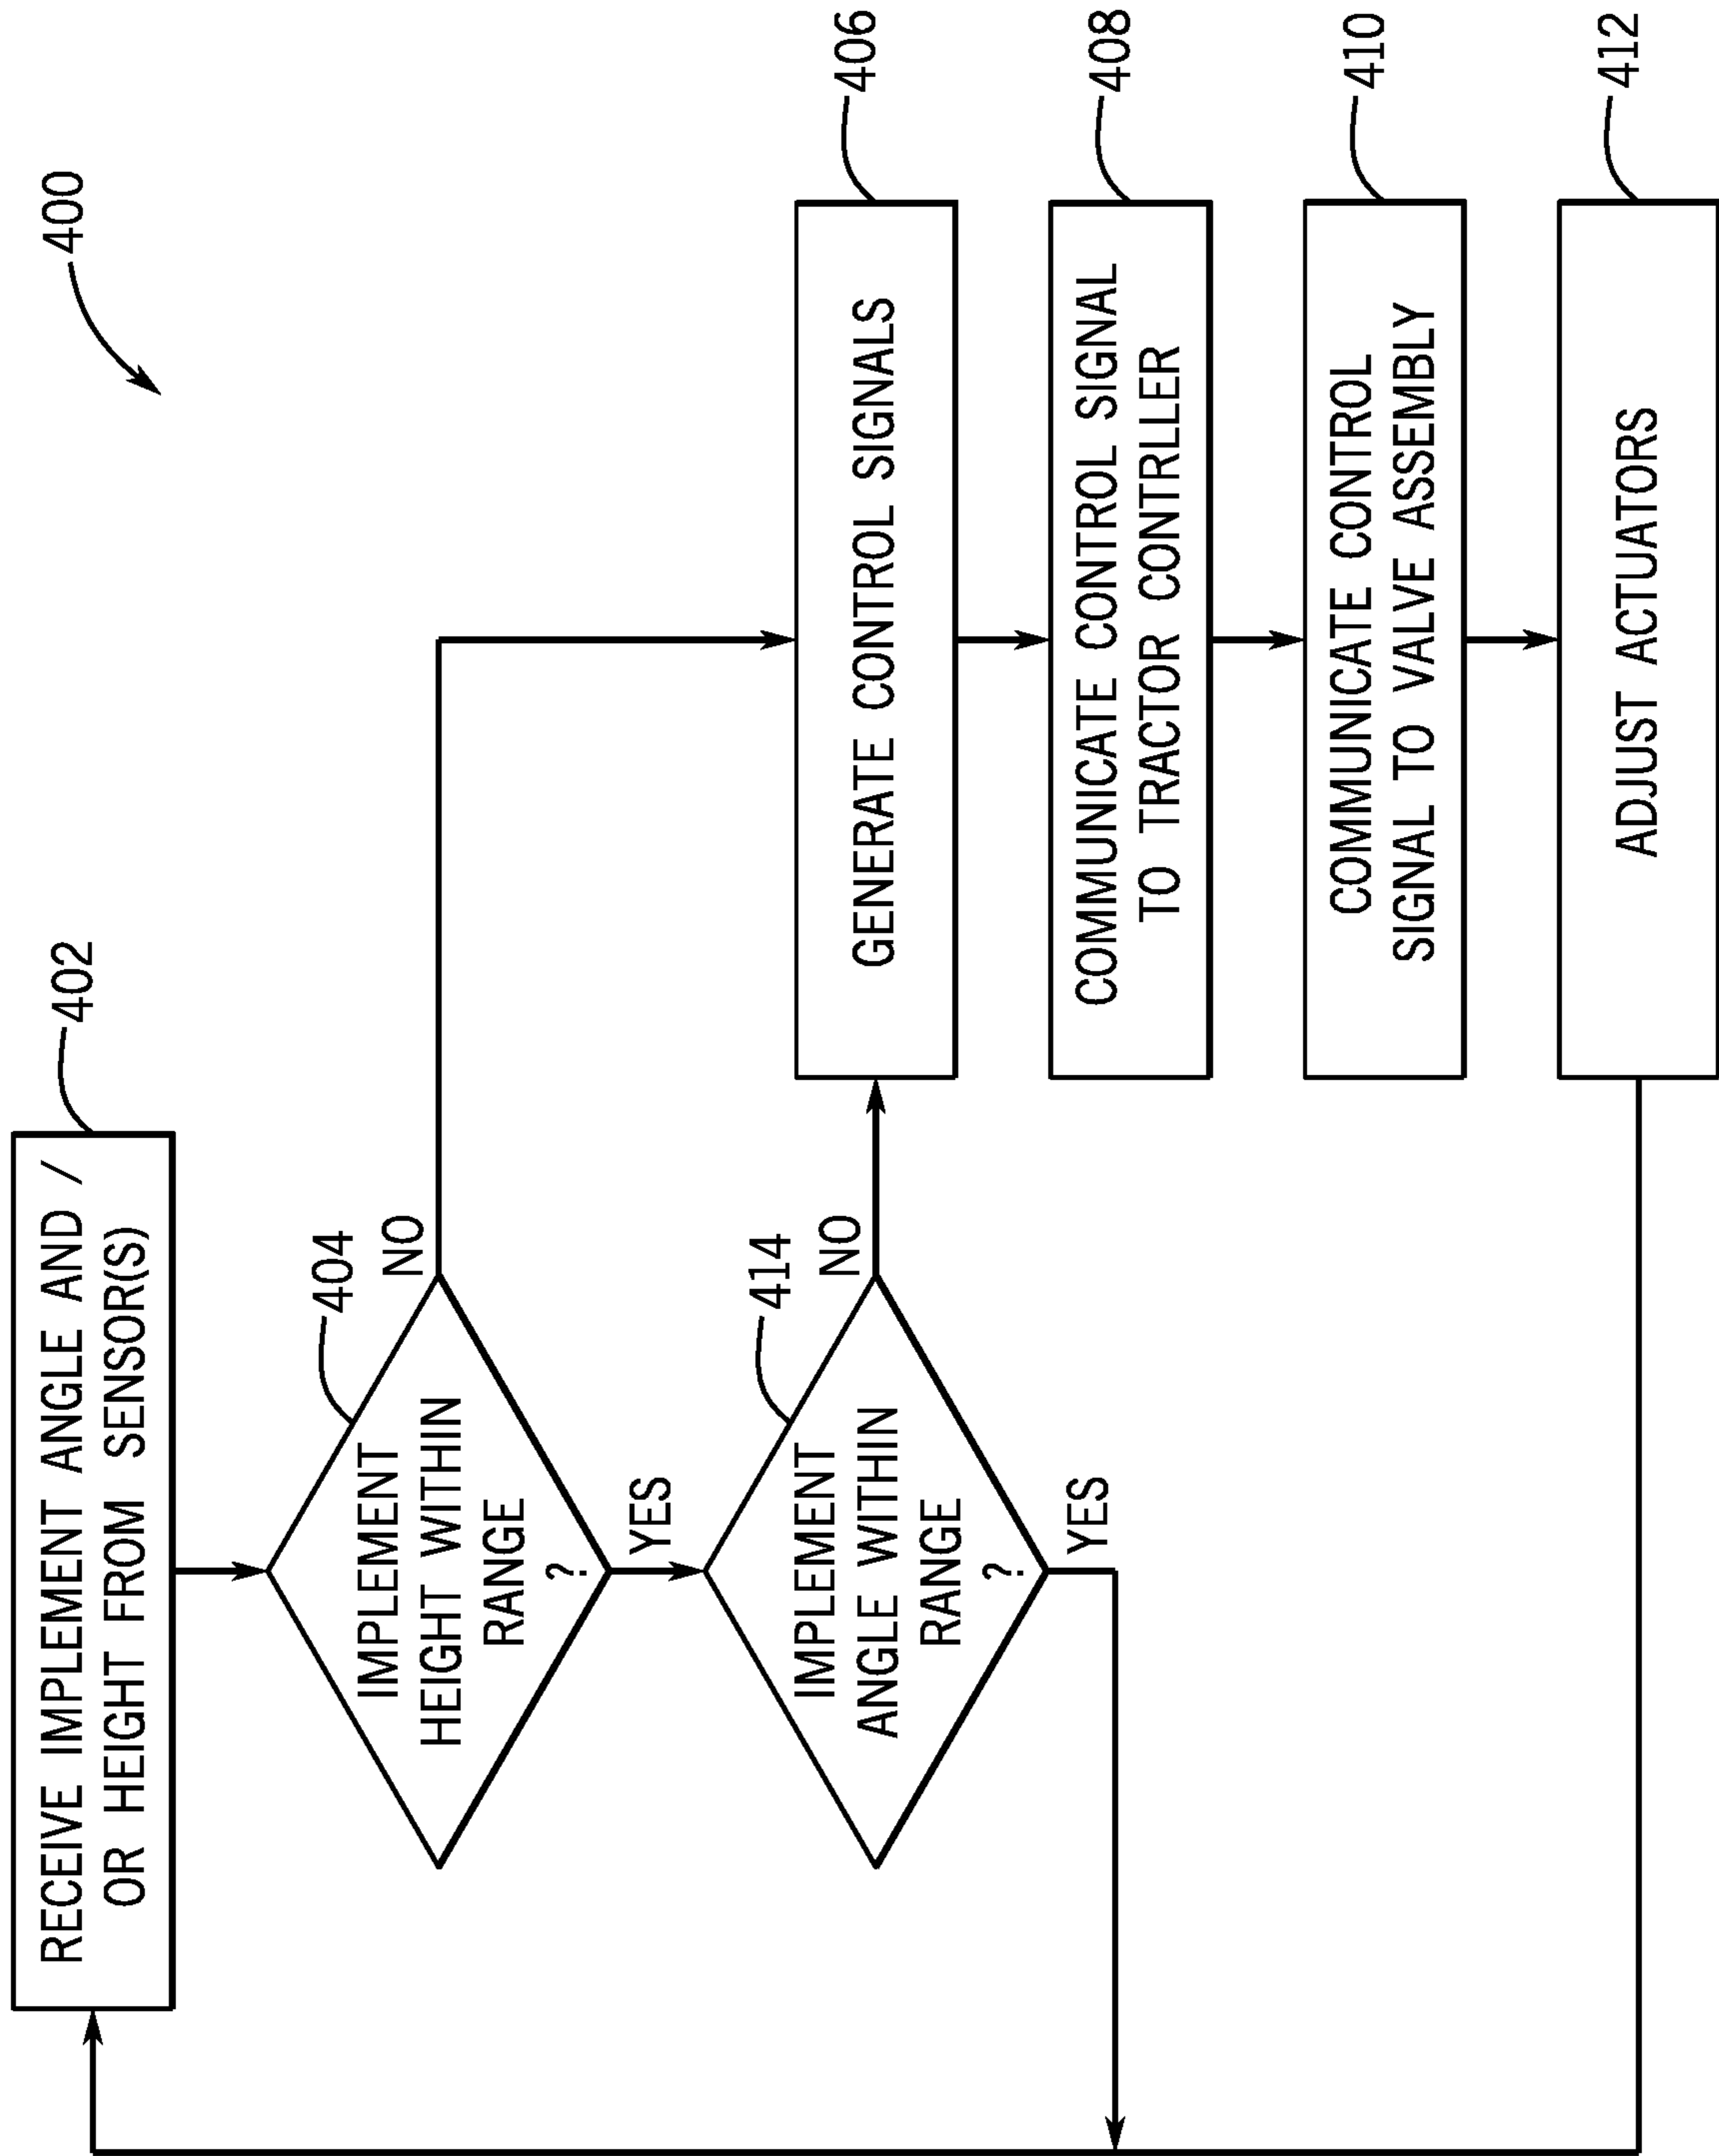 400
RECEIVE IMPLEMENT ANGLE AND /
OR HEIGHT FROM SENSOR(S)
402
IMPLEMENT
HEIGHT WITHIN
RANGE
?
404
NO
YES
IMPLEMENT
ANGLE WITHIN
RANGE
?
414
NO
YES
GENERATE CONTROL SIGNALS
406
COMMUNICATE CONTROL SIGNAL
TO TRACTOR CONTRLLER
408
COMMUNICATE CONTROL
SIGNAL TO VALVE ASSEMBLY
410
ADJUST ACTUATORS
412